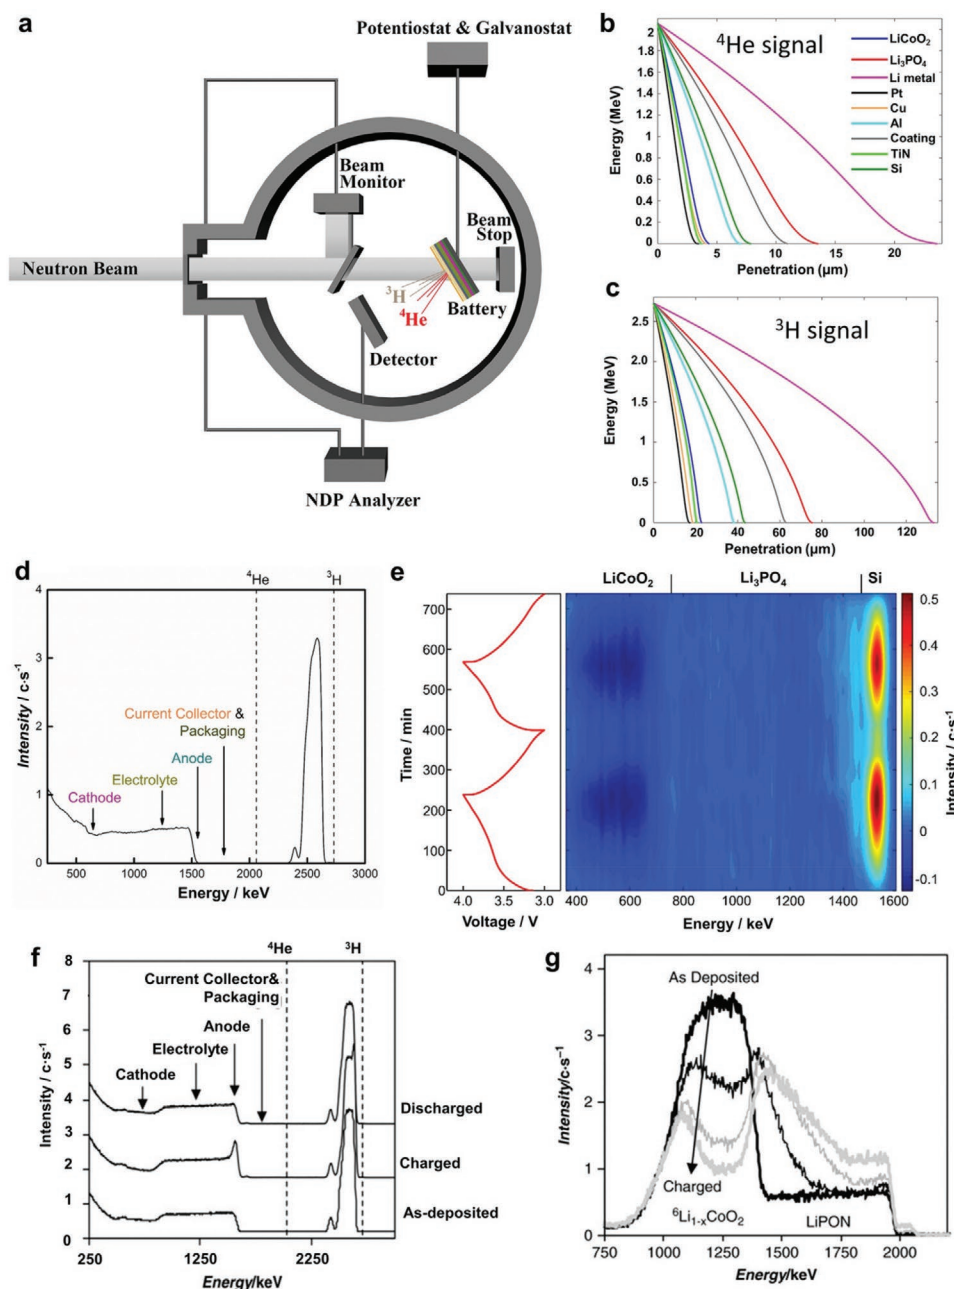 a
Potentiostat & Galvanostat
Beam
Monitor
Beam
Stop
Neutron Beam
³H
⁴He
Battery
Detector
NDP Analyzer
b
⁴He signal
LiCoO₂
Li₃PO₄
Li metal
Pt
Cu
Al
Coating
TiN
Si
Energy (MeV)
2
1.8
1.6
1.4
1.2
1
0.8
0.6
0.4
0.2
0
0 5 10 15 20
Penetration (µm)
c
³H signal
Energy (MeV)
2.5
2
1.5
1
0.5
0
0 20 40 60 80 100 120
Penetration (µm)
d
⁴He ³H
Intensity / c·s⁻¹
4
3
2
1
0
Current Collector &
Packaging
Anode
Electrolyte
Cathode
500 1000 1500 2000 2500 3000
Energy / keV
e
LiCoO₂ Li₃PO₄ Si
Time / min
700
600
500
400
300
200
100
0
4.0 3.5 3.0
Voltage / V
400 600 800 1000 1200 1400 1600
Energy / keV
0.5
0.4
0.3
0.2
0.1
0
-0.1
Intensity / c·s⁻¹
f
⁴He ³H
Intensity / c·s⁻¹
8
7
6
5
4
3
2
1
0
Current Collector&
Packaging
Anode
Electrolyte
Cathode
Discharged
Charged
As-deposited
250 1250 2250
Energy/keV
g
Intensity/c·s⁻¹
4
3
2
1
0
As Deposited
Charged
⁶Li₁₋ₓCoO₂
LiPON
750 1000 1250 1500 1750 2000
Energy/keV